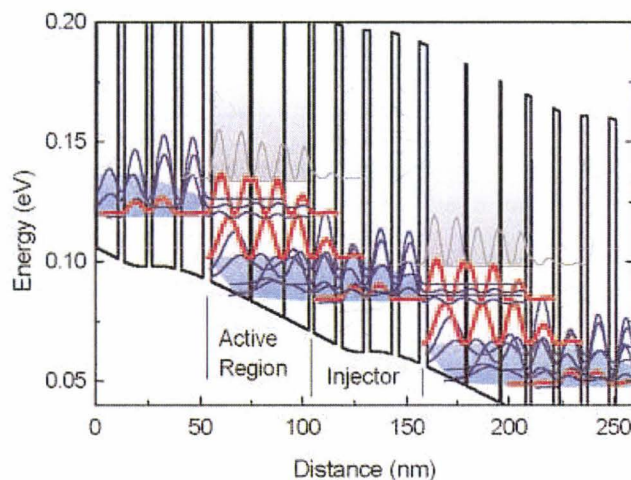 0.20
0.15
0.10
0.05
Energy (eV)
Active
Region
Injector
0 50 100 150 200 250
Distance (nm)